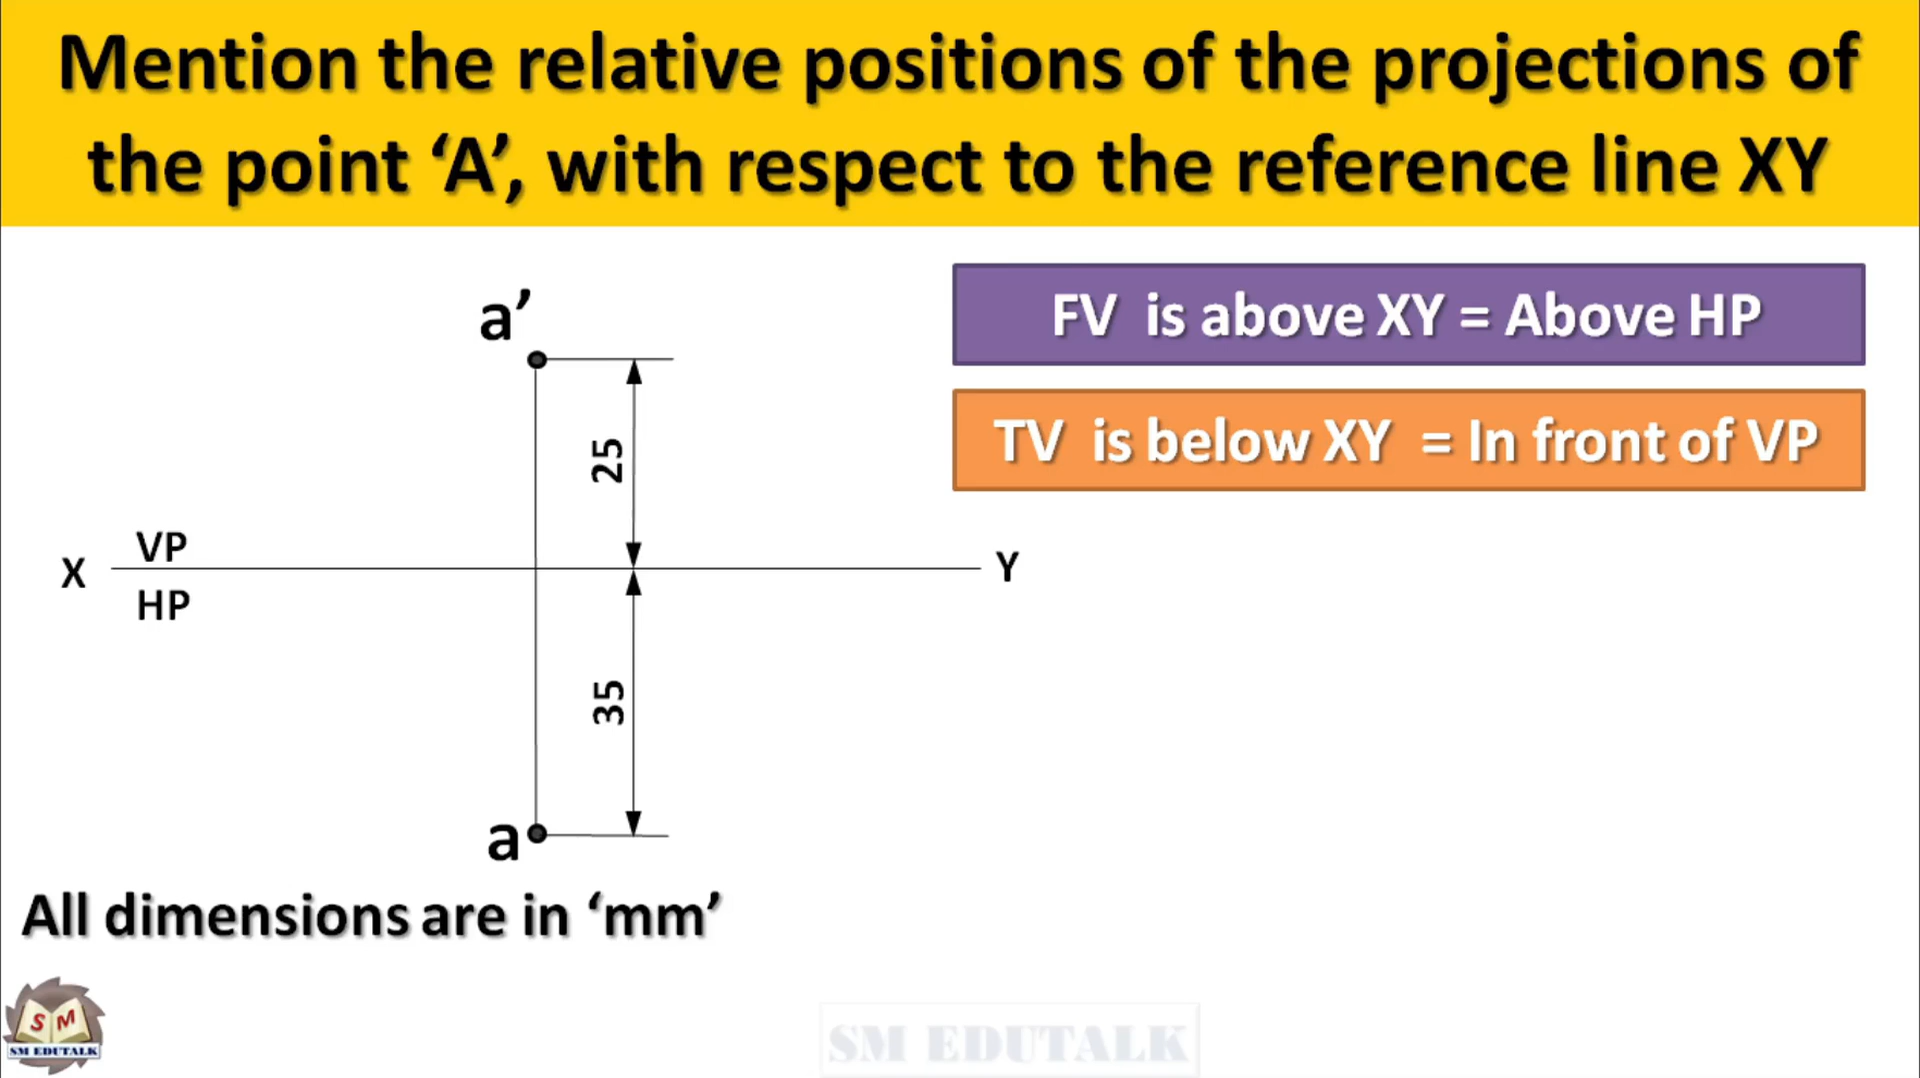 Mention the relative positions of the projections of
the point ‘A’, with respect to the reference line XY
a’
FV is above XY = Above HP
TV is below XY = In front of VP
25
X
VP
HP
Y
35
a
All dimensions are in ‘mm’
S M
SM EDUTALK
SM EDUTALK